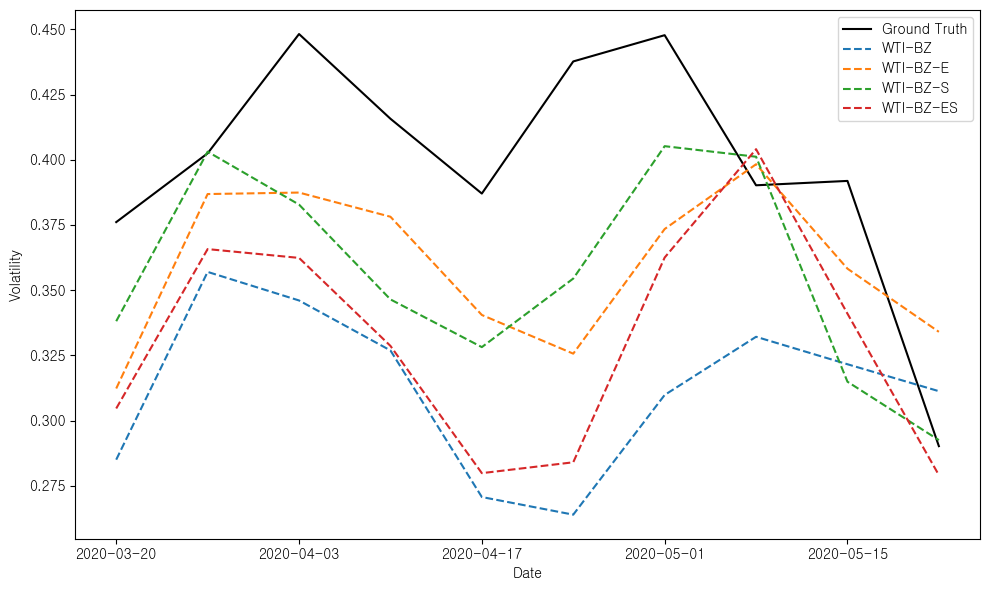 0.450
0.425
0.400
0.375
0.350
0.325
0.300
0.275
Volatility
2020-03-20
2020-04-03
2020-04-17
2020-05-01
2020-05-15
Date
Ground Truth
WTI-BZ
WTI-BZ-E
WTI-BZ-S
WTI-BZ-ES